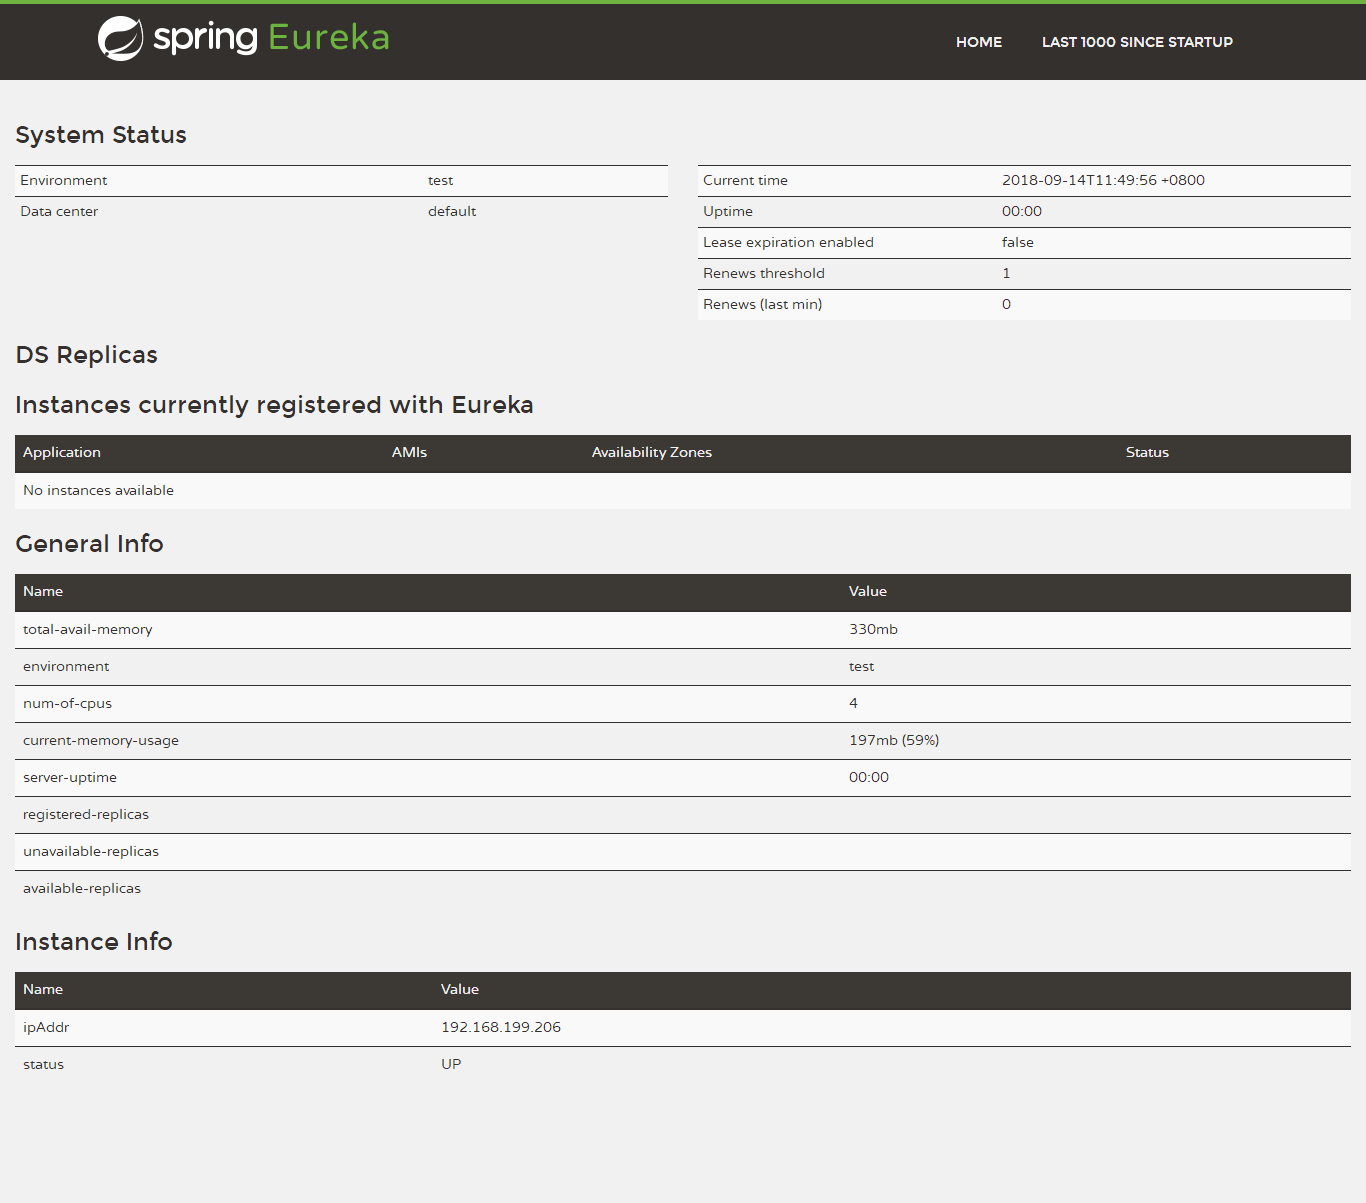 spring Eureka
HOME LAST 1000 SINCE STARTUP
System Status
Environment test
Data center default
Current time 2018-09-14T11:49:56 +0800
Uptime 00:00
Lease expiration enabled false
Renews threshold 1
Renews (last min) 0
DS Replicas
Instances currently registered with Eureka
Application AMIs Availability Zones Status
No instances available
General Info
Name Value
total-avail-memory 330mb
environment test
num-of-cpus 4
current-memory-usage 197mb (59%)
server-uptime 00:00
registered-replicas
unavailable-replicas
available-replicas
Instance Info
Name Value
ipAddr 192.168.199.206
status UP